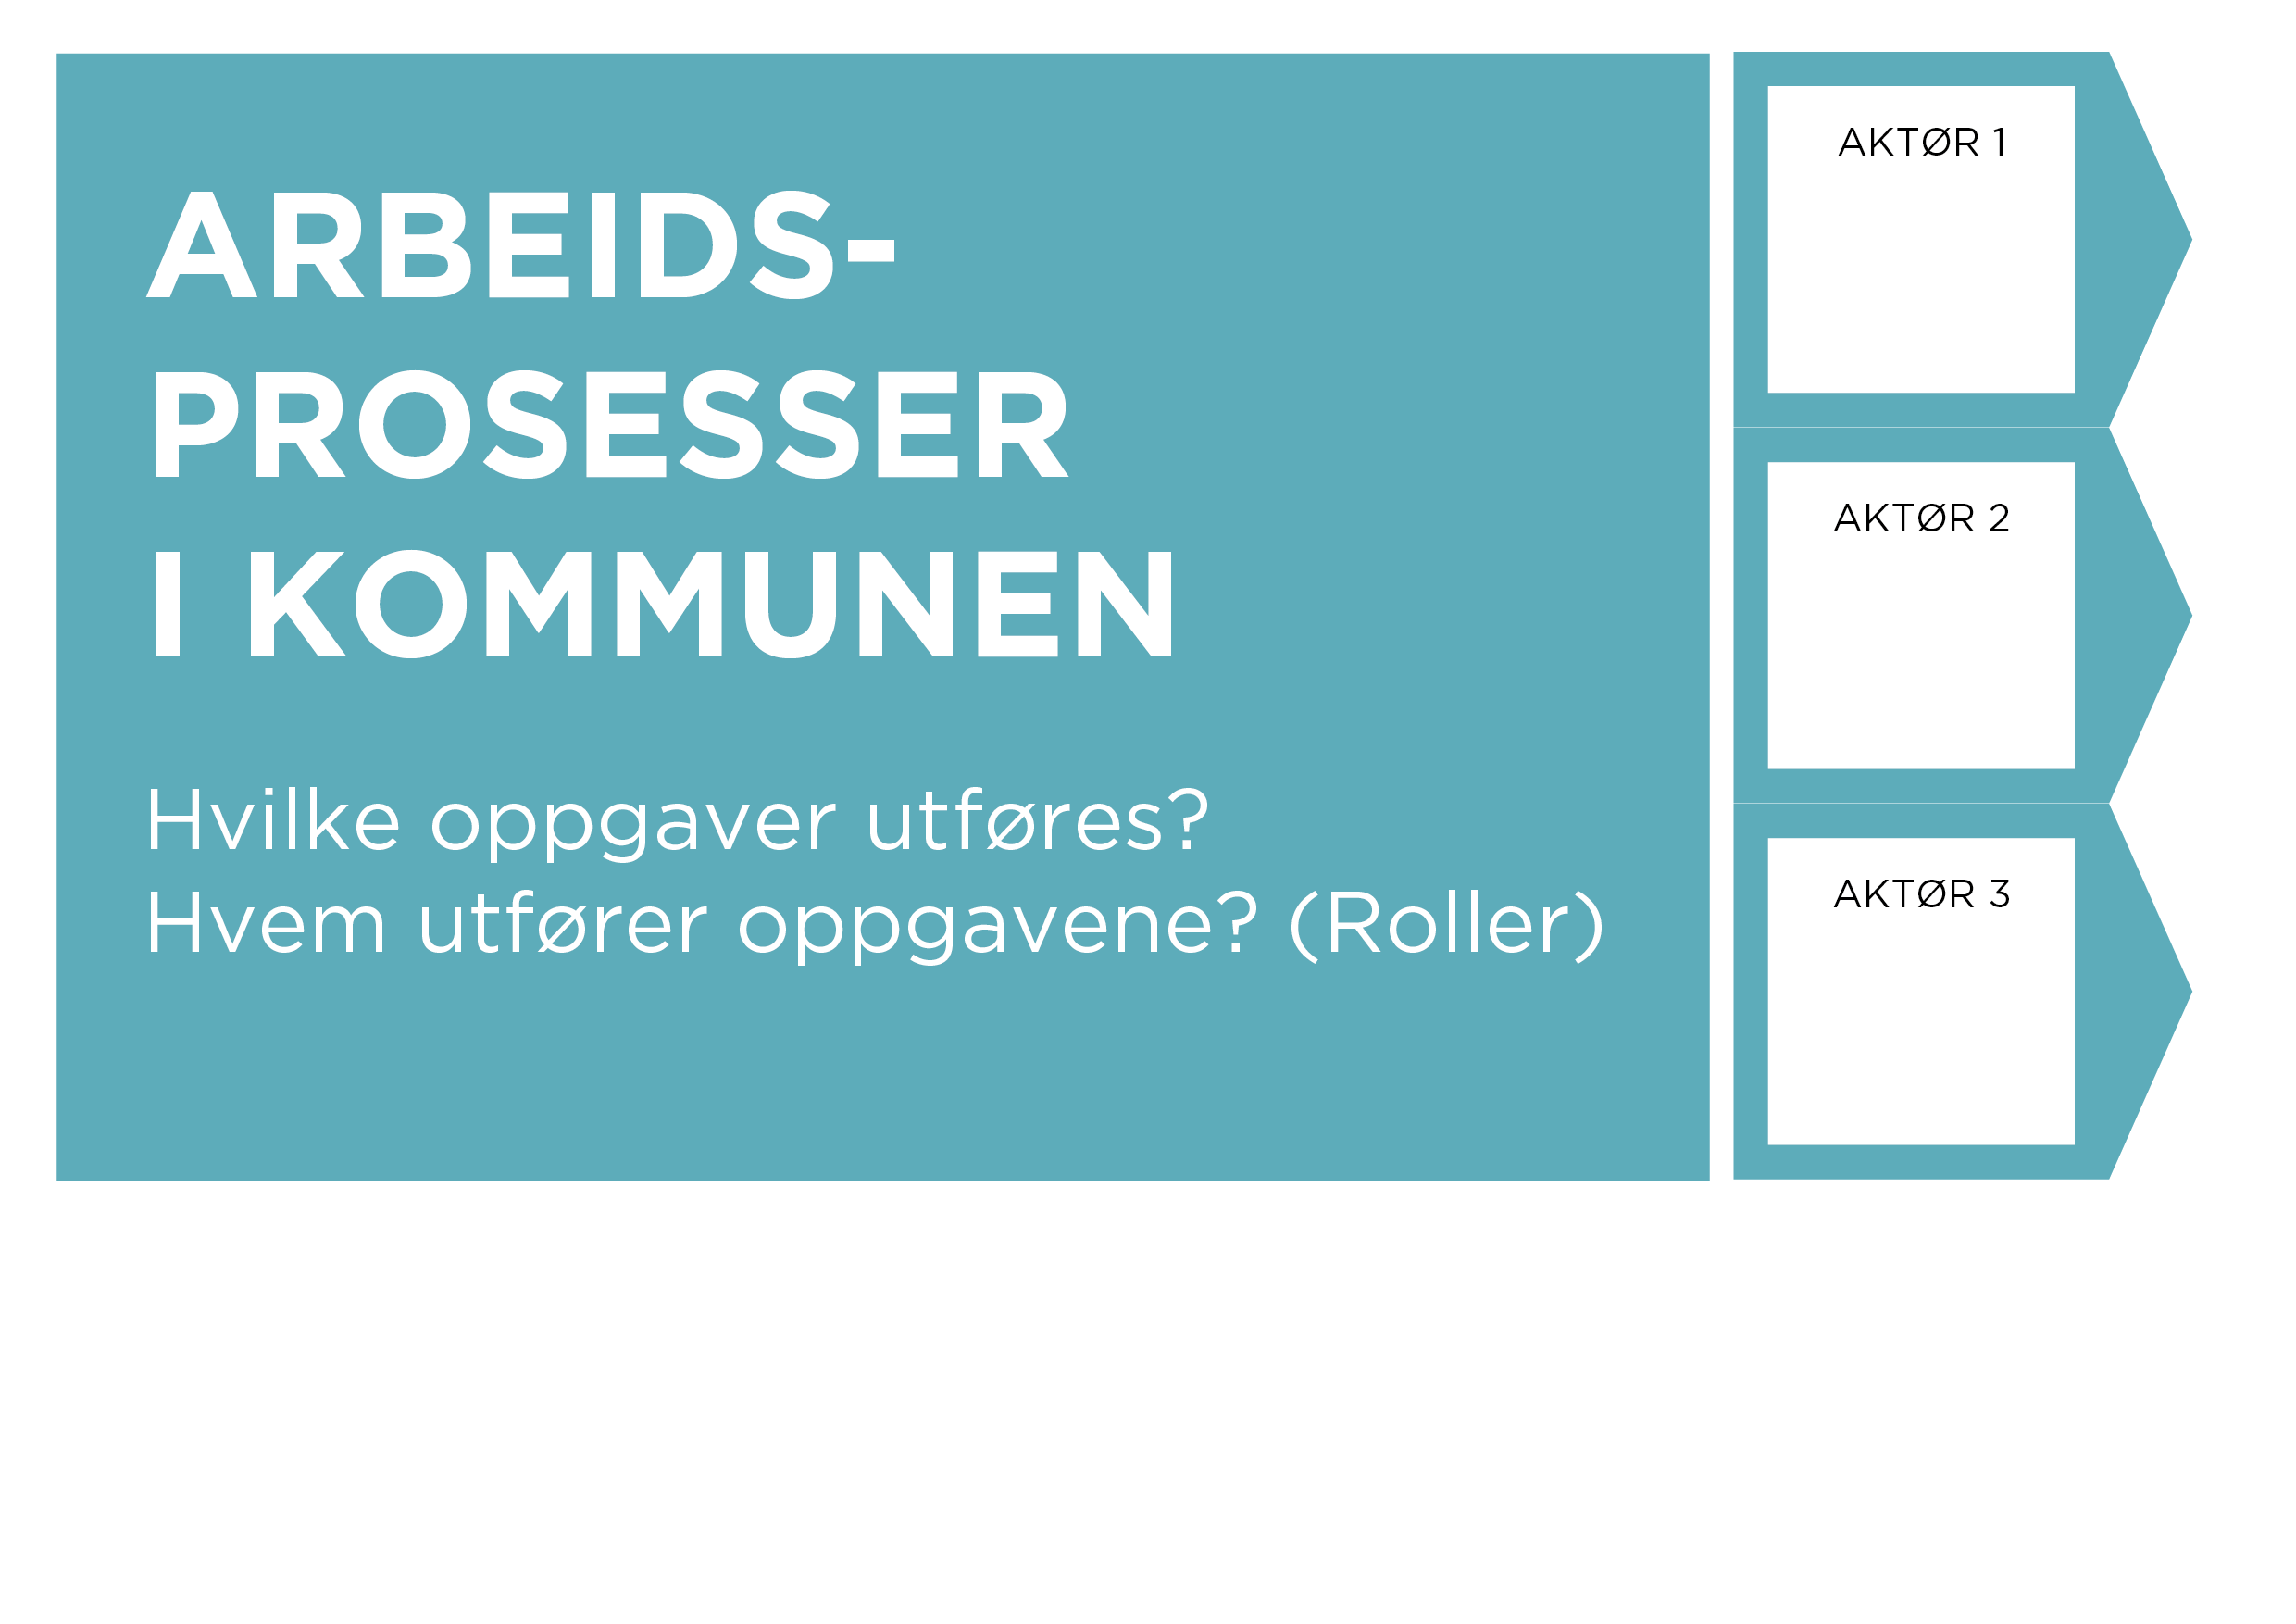 ARBEIDS-
PROSESSER
I KOMMUNEN
Hvilke oppgaver utføres?
Hvem utfører oppgavene? (Roller)
AKTØR 1
AKTØR 2
AKTØR 3